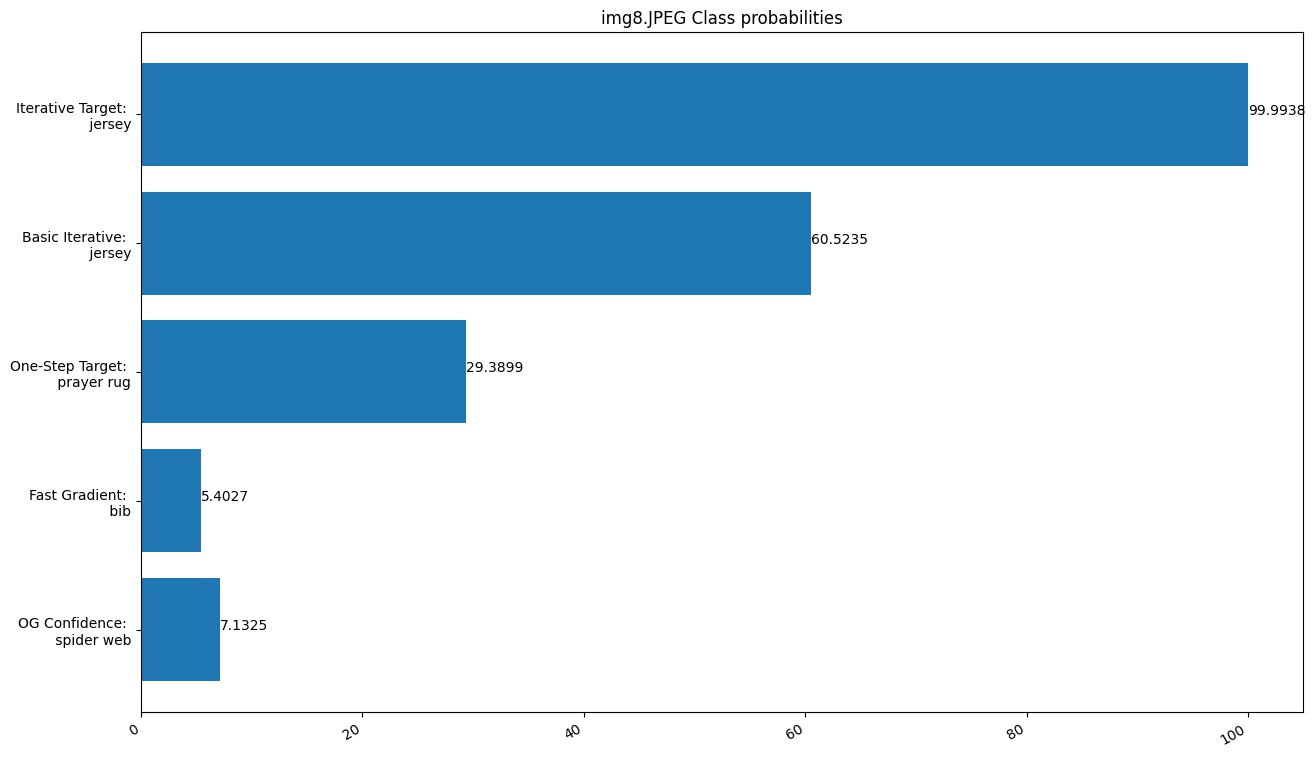 img8.JPEG Class probabilities
Iterative Target:
jersey
99.9938
Basic Iterative:
jersey
60.5235
One-Step Target:
prayer rug
29.3899
Fast Gradient:
bib
5.4027
OG Confidence:
spider web
7.1325
0
20
40
60
80
100